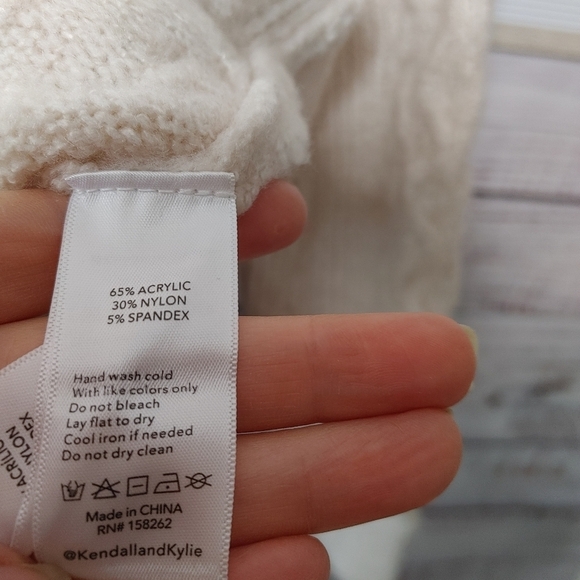 65% ACRYLIC
30% NYLON
5% SPANDEX
Hand wash cold
With like colors only
Do not bleach
Lay flat to dry
Cool iron if needed
Do not dry clean
Made in CHINA
RN# 158262
@KendallandKylie